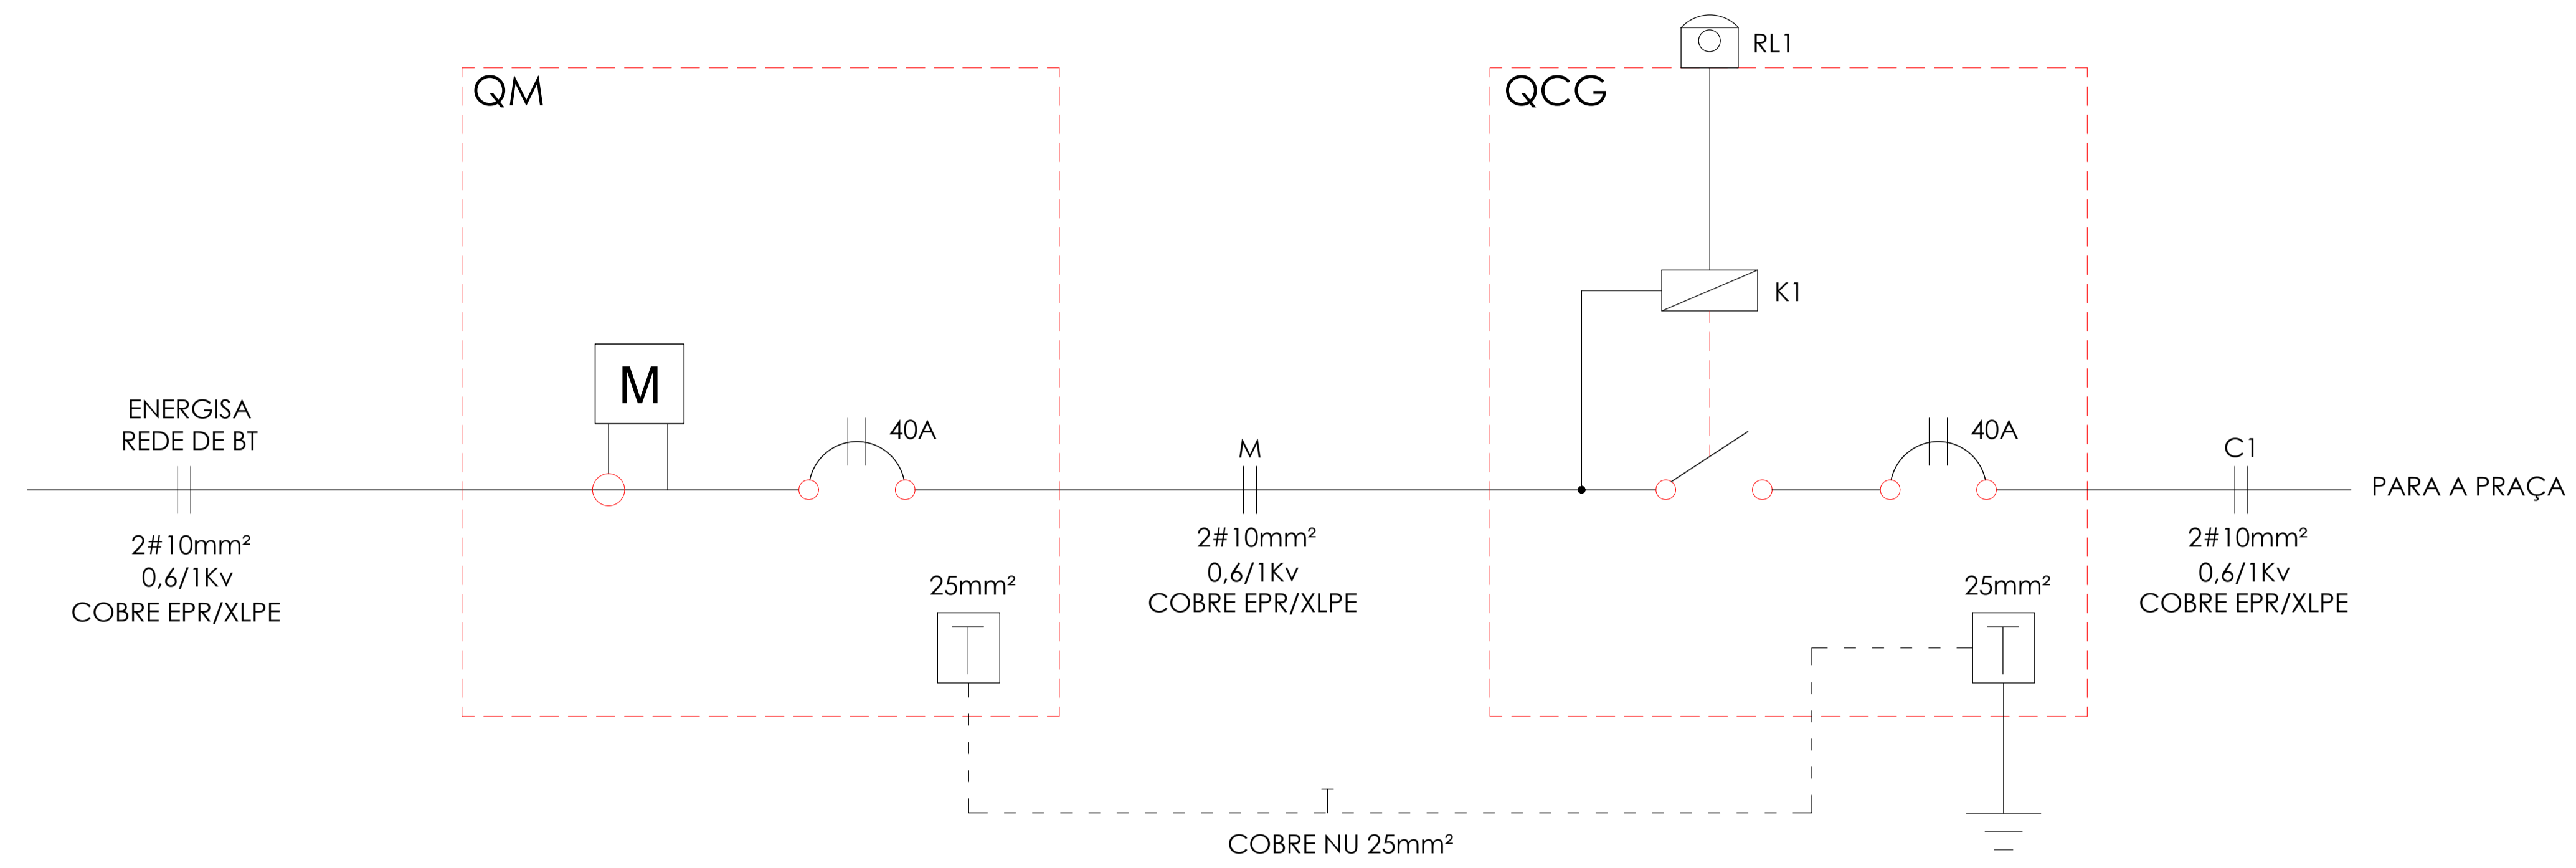 RL1
QM
QCG
K1
M
ENERGISA
REDE DE BT
40A
M
40A
C1
PARA A PRAÇA
2#10mm²
0,6/1Kv
COBRE EPR/XLPE
2#10mm²
0,6/1Kv
COBRE EPR/XLPE
2#10mm²
0,6/1Kv
COBRE EPR/XLPE
25mm²
T
25mm²
T
T
COBRE NU 25mm²